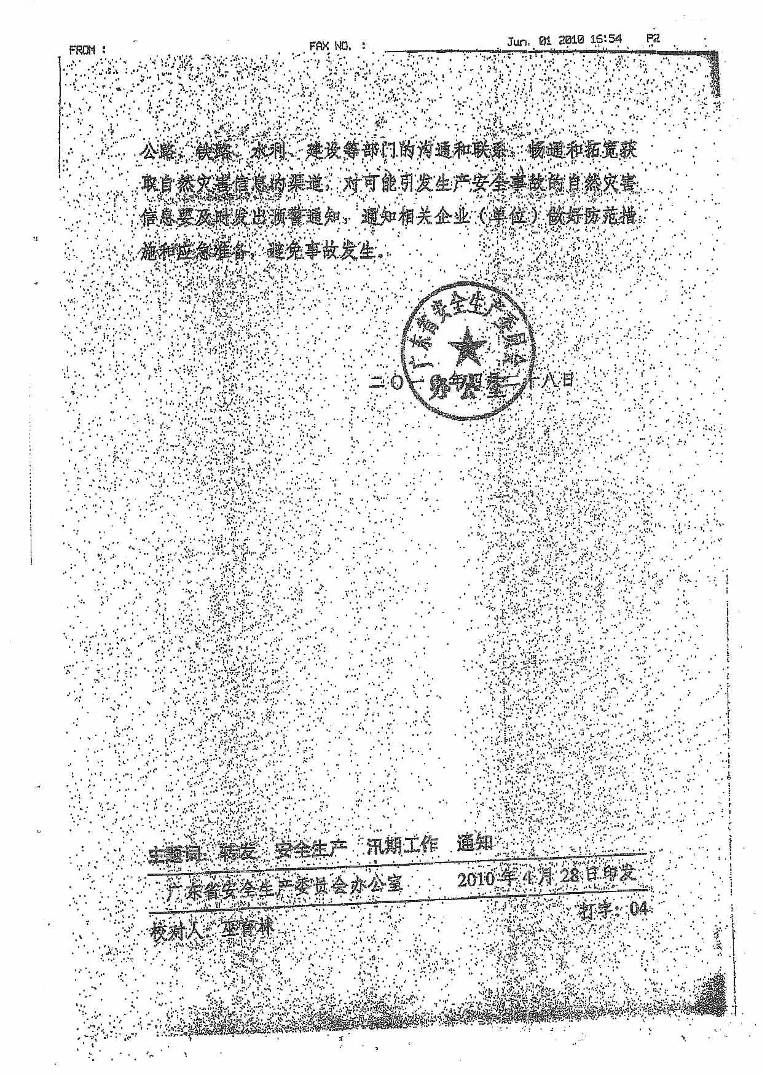 FROM : FAX NO. : Jun. 01 2010 15:54 P2
公路、铁路、水利、建设等部门的沟通和联系。畅通和拓宽获
取自然灾害信息的渠道，对可能引发生产安全事故的自然灾害
信息要及时发出预警通知，通知相关企业（单位）做好防范措
施和应急准备，避免事故发生。
广东省安全生产委员会
办公室
二〇一〇年四月二十八日
主题词：转发 安全生产 汛期工作 通知
广东省安全生产委员会办公室 2010年4月28日印发
校对人：巫 林 打字：04